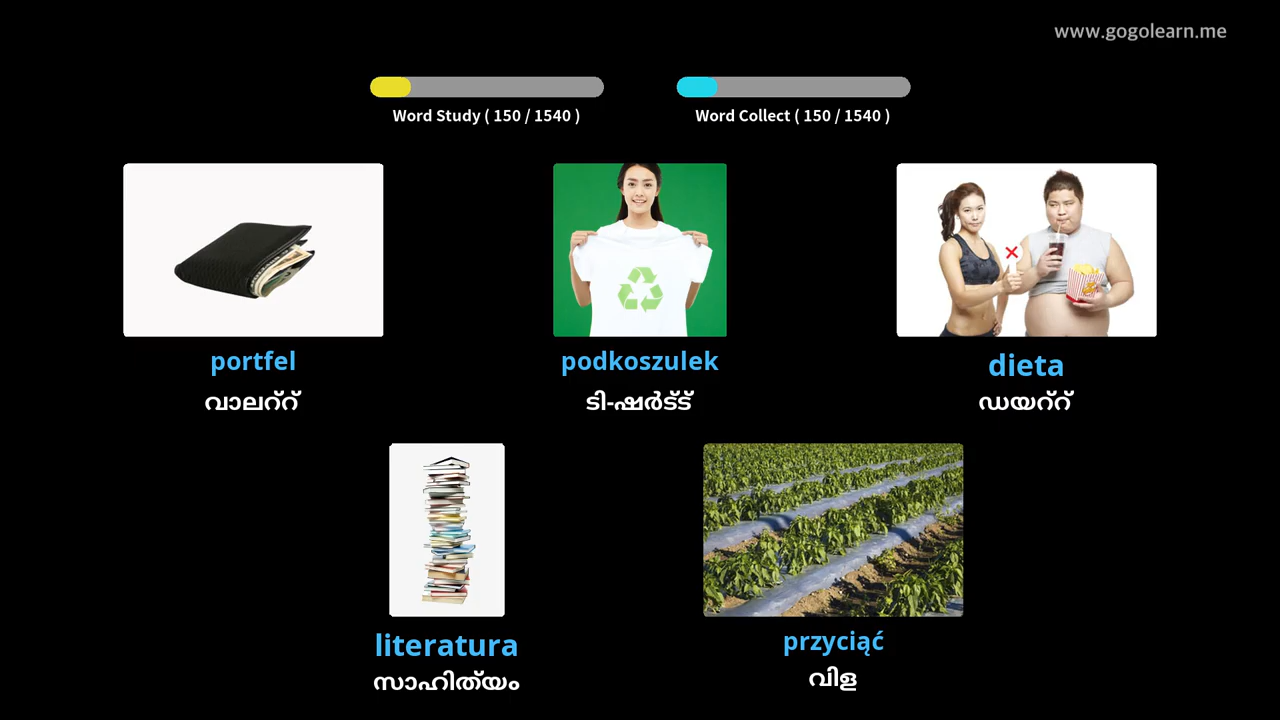 www.gogolearn.me
Word Study ( 150 / 1540 )
Word Collect ( 150 / 1540 )
portfel
വാലറ്റ്
podkoszulek
ടി-ഷർട്ട്
dieta
ഡയറ്റ്
literatura
സാഹിത്യം
przyciąć
വിള